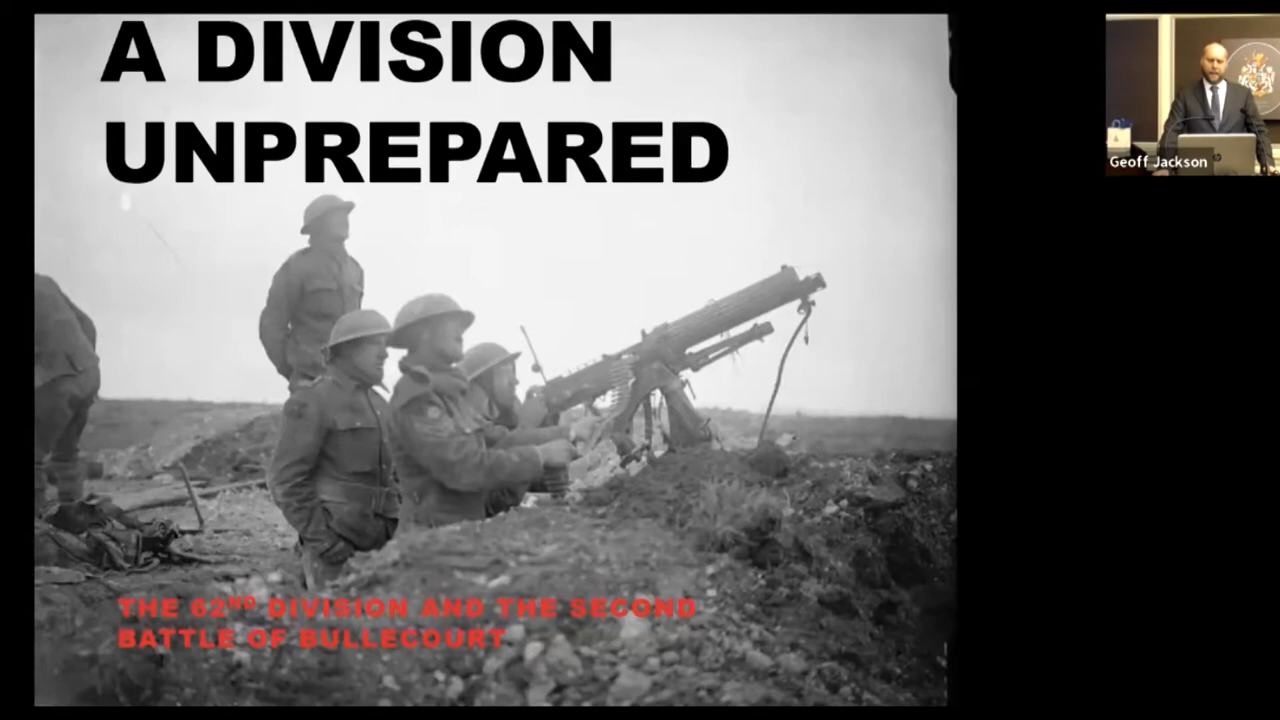 A DIVISION
UNPREPARED
THE 62ND DIVISION AND THE SECOND
BATTLE OF BULLECOURT
Geoff Jackson